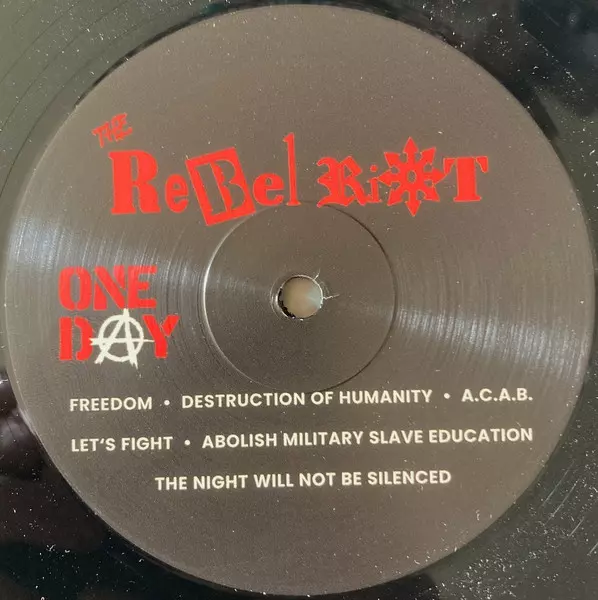 THE
ReBel RiOT
ONE
DAY
FREEDOM • DESTRUCTION OF HUMANITY • A.C.A.B.
LET'S FIGHT • ABOLISH MILITARY SLAVE EDUCATION
THE NIGHT WILL NOT BE SILENCED